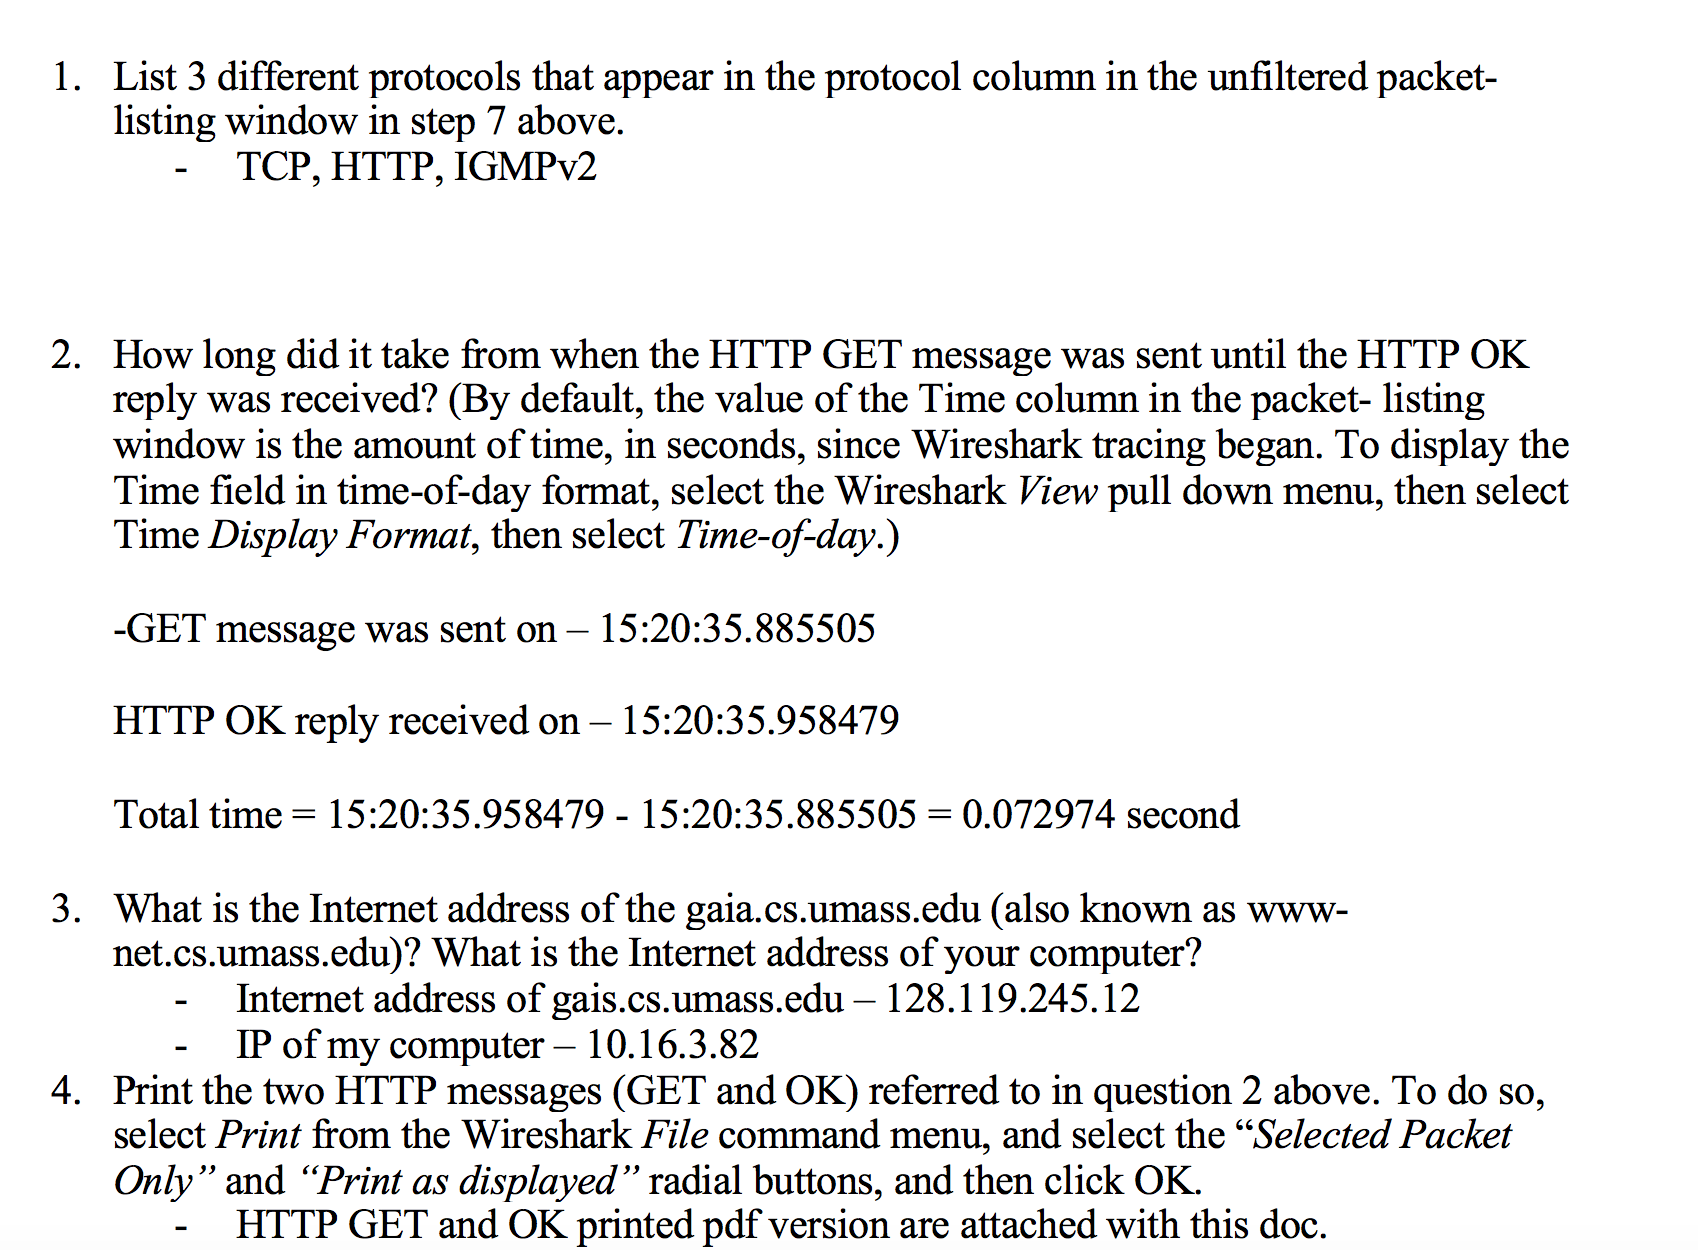 1. List 3 different protocols that appear in the protocol column in the unfiltered packet-
listing window in step 7 above.
- TCP, HTTP, IGMPv2
2. How long did it take from when the HTTP GET message was sent until the HTTP OK
reply was received? (By default, the value of the Time column in the packet- listing
window is the amount of time, in seconds, since Wireshark tracing began. To display the
Time field in time-of-day format, select the Wireshark View pull down menu, then select
Time Display Format, then select Time-of-day.)
-GET message was sent on – 15:20:35.885505
HTTP OK reply received on – 15:20:35.958479
Total time = 15:20:35.958479 - 15:20:35.885505 = 0.072974 second
3. What is the Internet address of the gaia.cs.umass.edu (also known as www-
net.cs.umass.edu)? What is the Internet address of your computer?
- Internet address of gais.cs.umass.edu – 128.119.245.12
- IP of my computer – 10.16.3.82
4. Print the two HTTP messages (GET and OK) referred to in question 2 above. To do so,
select Print from the Wireshark File command menu, and select the “Selected Packet
Only” and “Print as displayed” radial buttons, and then click OK.
- HTTP GET and OK printed pdf version are attached with this doc.